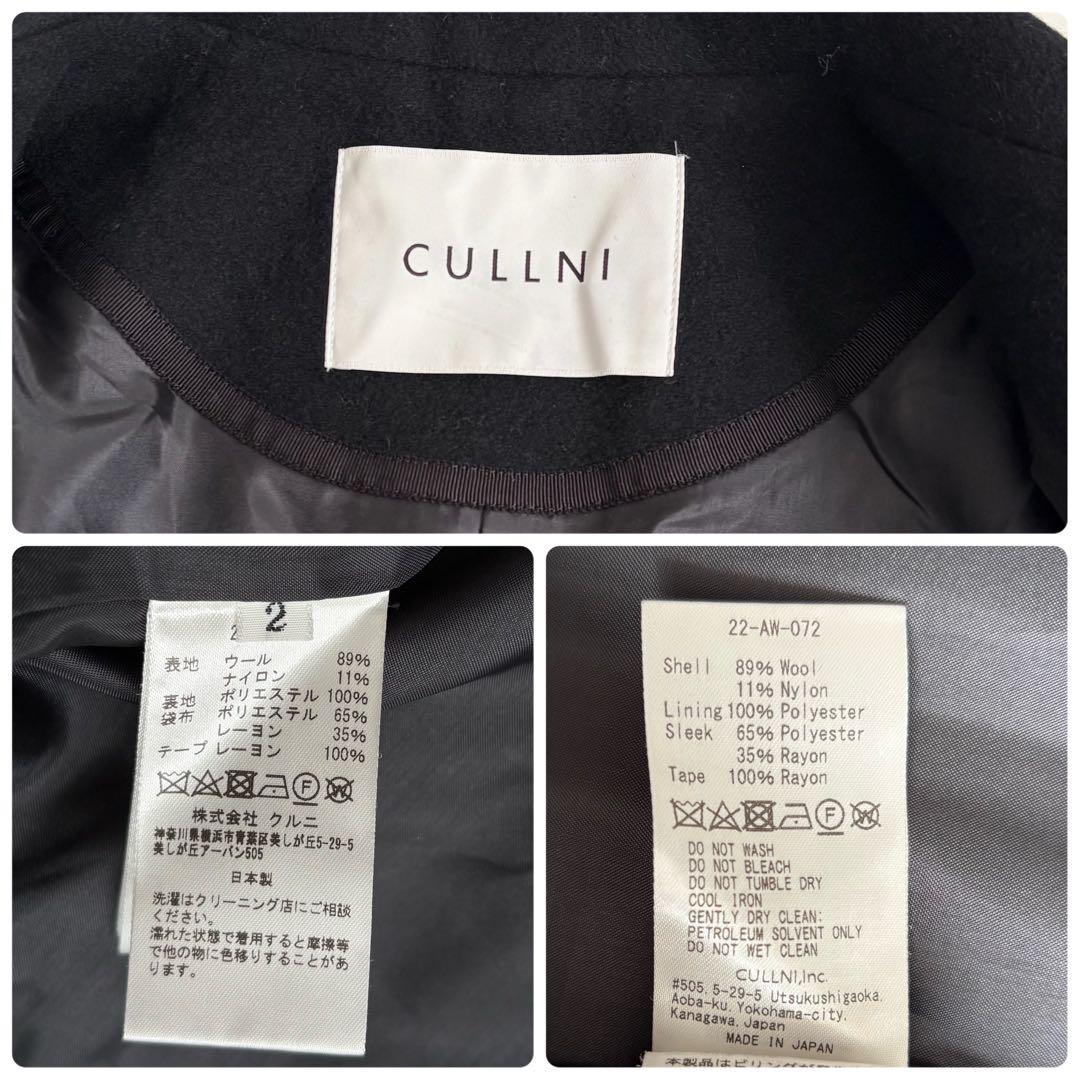 CULLNI
2
表地 ウール 89%
ナイロン 11%
裏地 ポリエステル 100%
袋布 ポリエステル 65%
レーヨン 35%
テープ レーヨン 100%
F W
株式会社 クルニ
神奈川県横浜市青葉区美しが丘5-29-5
美しが丘アーバン505
日本製
洗濯はクリーニング店にご相談
ください。
濡れた状態で着用すると摩擦等
で他の物に色移りすることがあ
ります。
22-AW-072
Shell 89% Wool
11% Nylon
Lining 100% Polyester
Sleek 65% Polyester
35% Rayon
Tape 100% Rayon
F W
DO NOT WASH
DO NOT BLEACH
DO NOT TUMBLE DRY
COOL IRON
GENTLY DRY CLEAN:
PETROLEUM SOLVENT ONLY
DO NOT WET CLEAN
CULLNI,Inc.
#505,5-29-5 Utsukushigaoka,
Aoba-ku,Yokohama-city,
Kanagawa,Japan
MADE IN JAPAN
本製品はピリングが